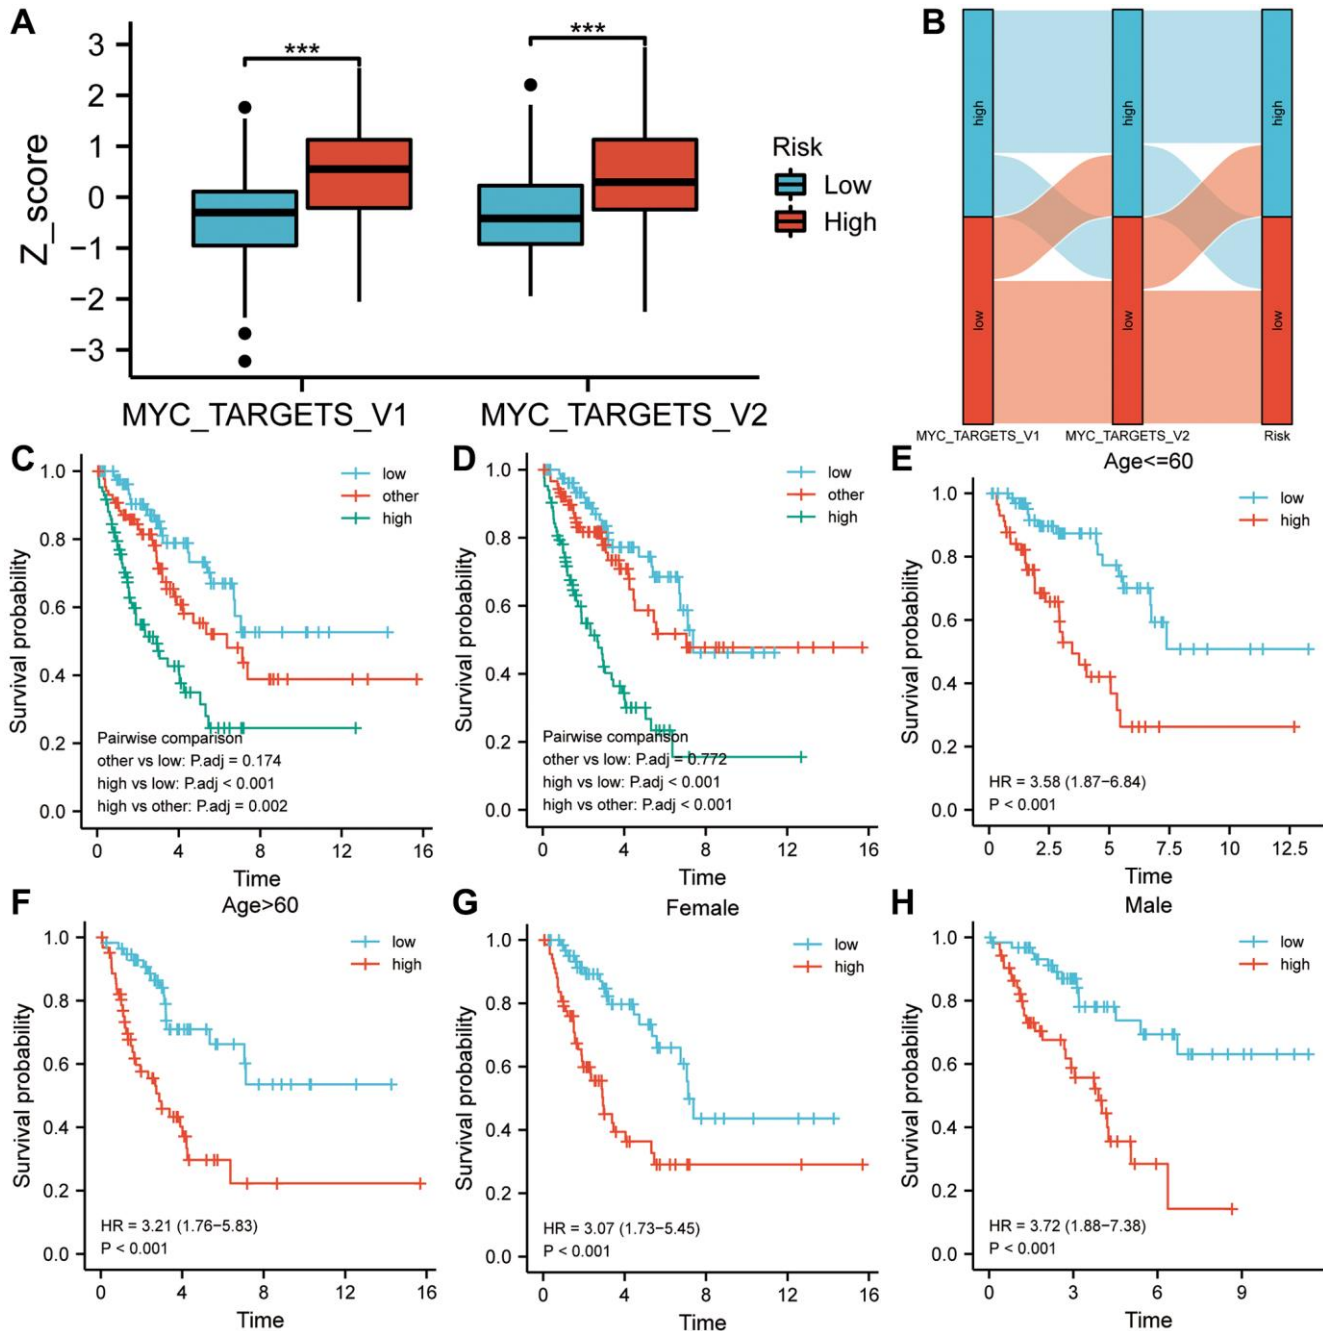 A
Z_score
3
2
1
0
−1
−2
−3
***
***
MYC_TARGETS_V1
MYC_TARGETS_V2
Risk
Low
High
B
high
low
high
low
high
low
MYC_TARGETS_V1
MYC_TARGETS_V2
Risk
C
Survival probability
1.0
0.8
0.6
0.4
0.2
0.0
low
other
high
Pairwise comparison
other vs low: P.adj = 0.174
high vs low: P.adj < 0.001
high vs other: P.adj = 0.002
0 4 8 12 16
Time
D
Survival probability
1.0
0.8
0.6
0.4
0.2
0.0
low
other
high
Pairwise comparison
other vs low: P.adj = 0.772
high vs low: P.adj < 0.001
high vs other: P.adj < 0.001
0 4 8 12 16
Time
E
Age<=60
Survival probability
1.0
0.8
0.6
0.4
0.2
0.0
low
high
HR = 3.58 (1.87−6.84)
P < 0.001
0 2.5 5 7.5 10 12.5
Time
F
Age>60
Survival probability
1.0
0.8
0.6
0.4
0.2
0.0
low
high
HR = 3.21 (1.76−5.83)
P < 0.001
0 4 8 12 16
Time
G
Female
Survival probability
1.0
0.8
0.6
0.4
0.2
0.0
low
high
HR = 3.07 (1.73−5.45)
P < 0.001
0 4 8 12 16
Time
H
Male
Survival probability
1.0
0.8
0.6
0.4
0.2
0.0
low
high
HR = 3.72 (1.88−7.38)
P < 0.001
0 3 6 9
Time